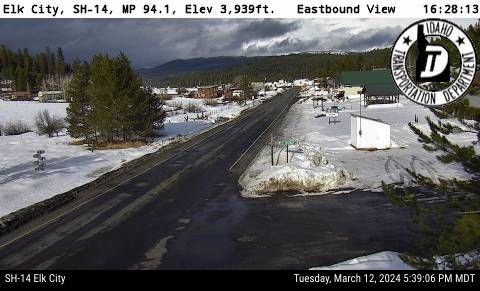 Elk City, SH-14, MP 94.1, Elev 3,939ft. Eastbound View 16:28:13
IDAHO
TRANSPORTATION DEPARTMENT
SH-14 Elk City Tuesday, March 12, 2024 5:39:06 PM MDT